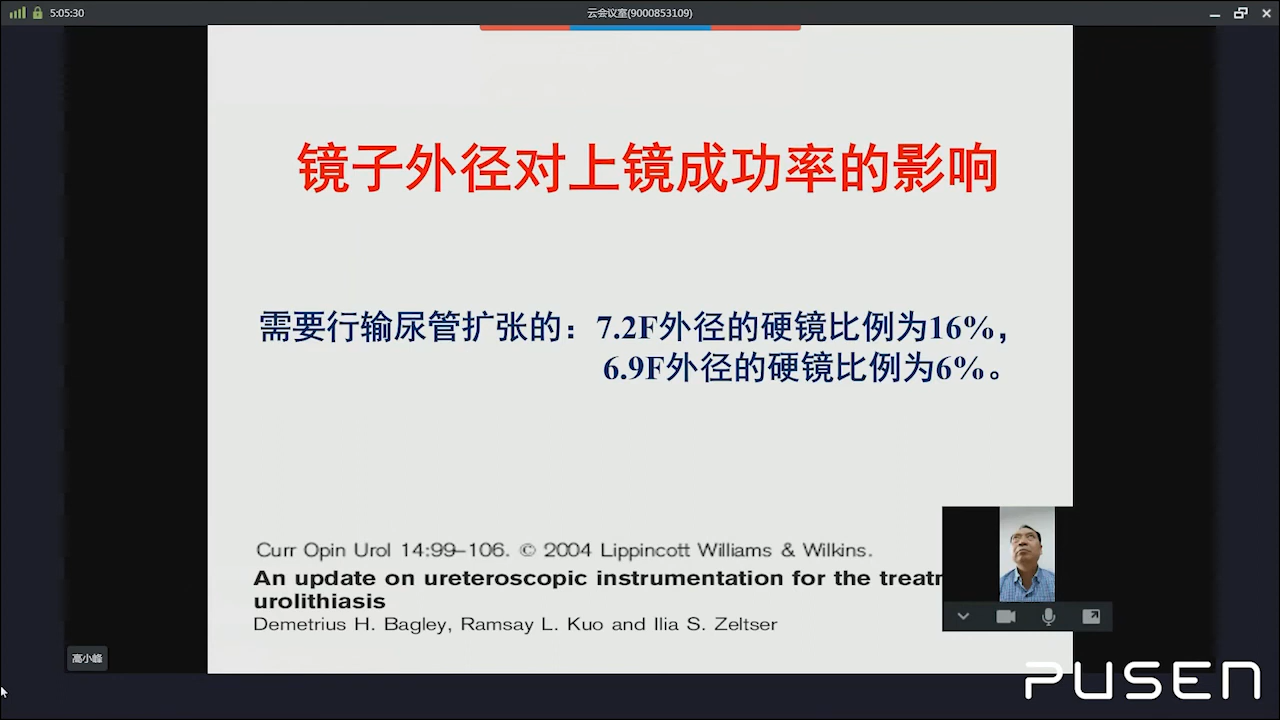 5:05:30
云会议室(9000853109)
镜子外径对上镜成功率的影响
需要行输尿管扩张的：7.2F外径的硬镜比例为16%，
6.9F外径的硬镜比例为6%。
Curr Opin Urol 14:99–106. © 2004 Lippincott Williams & Wilkins.
An update on ureteroscopic instrumentation for the treatr
urolithiasis
Demetrius H. Bagley, Ramsay L. Kuo and Ilia S. Zeltser
高小峰
PUSEN